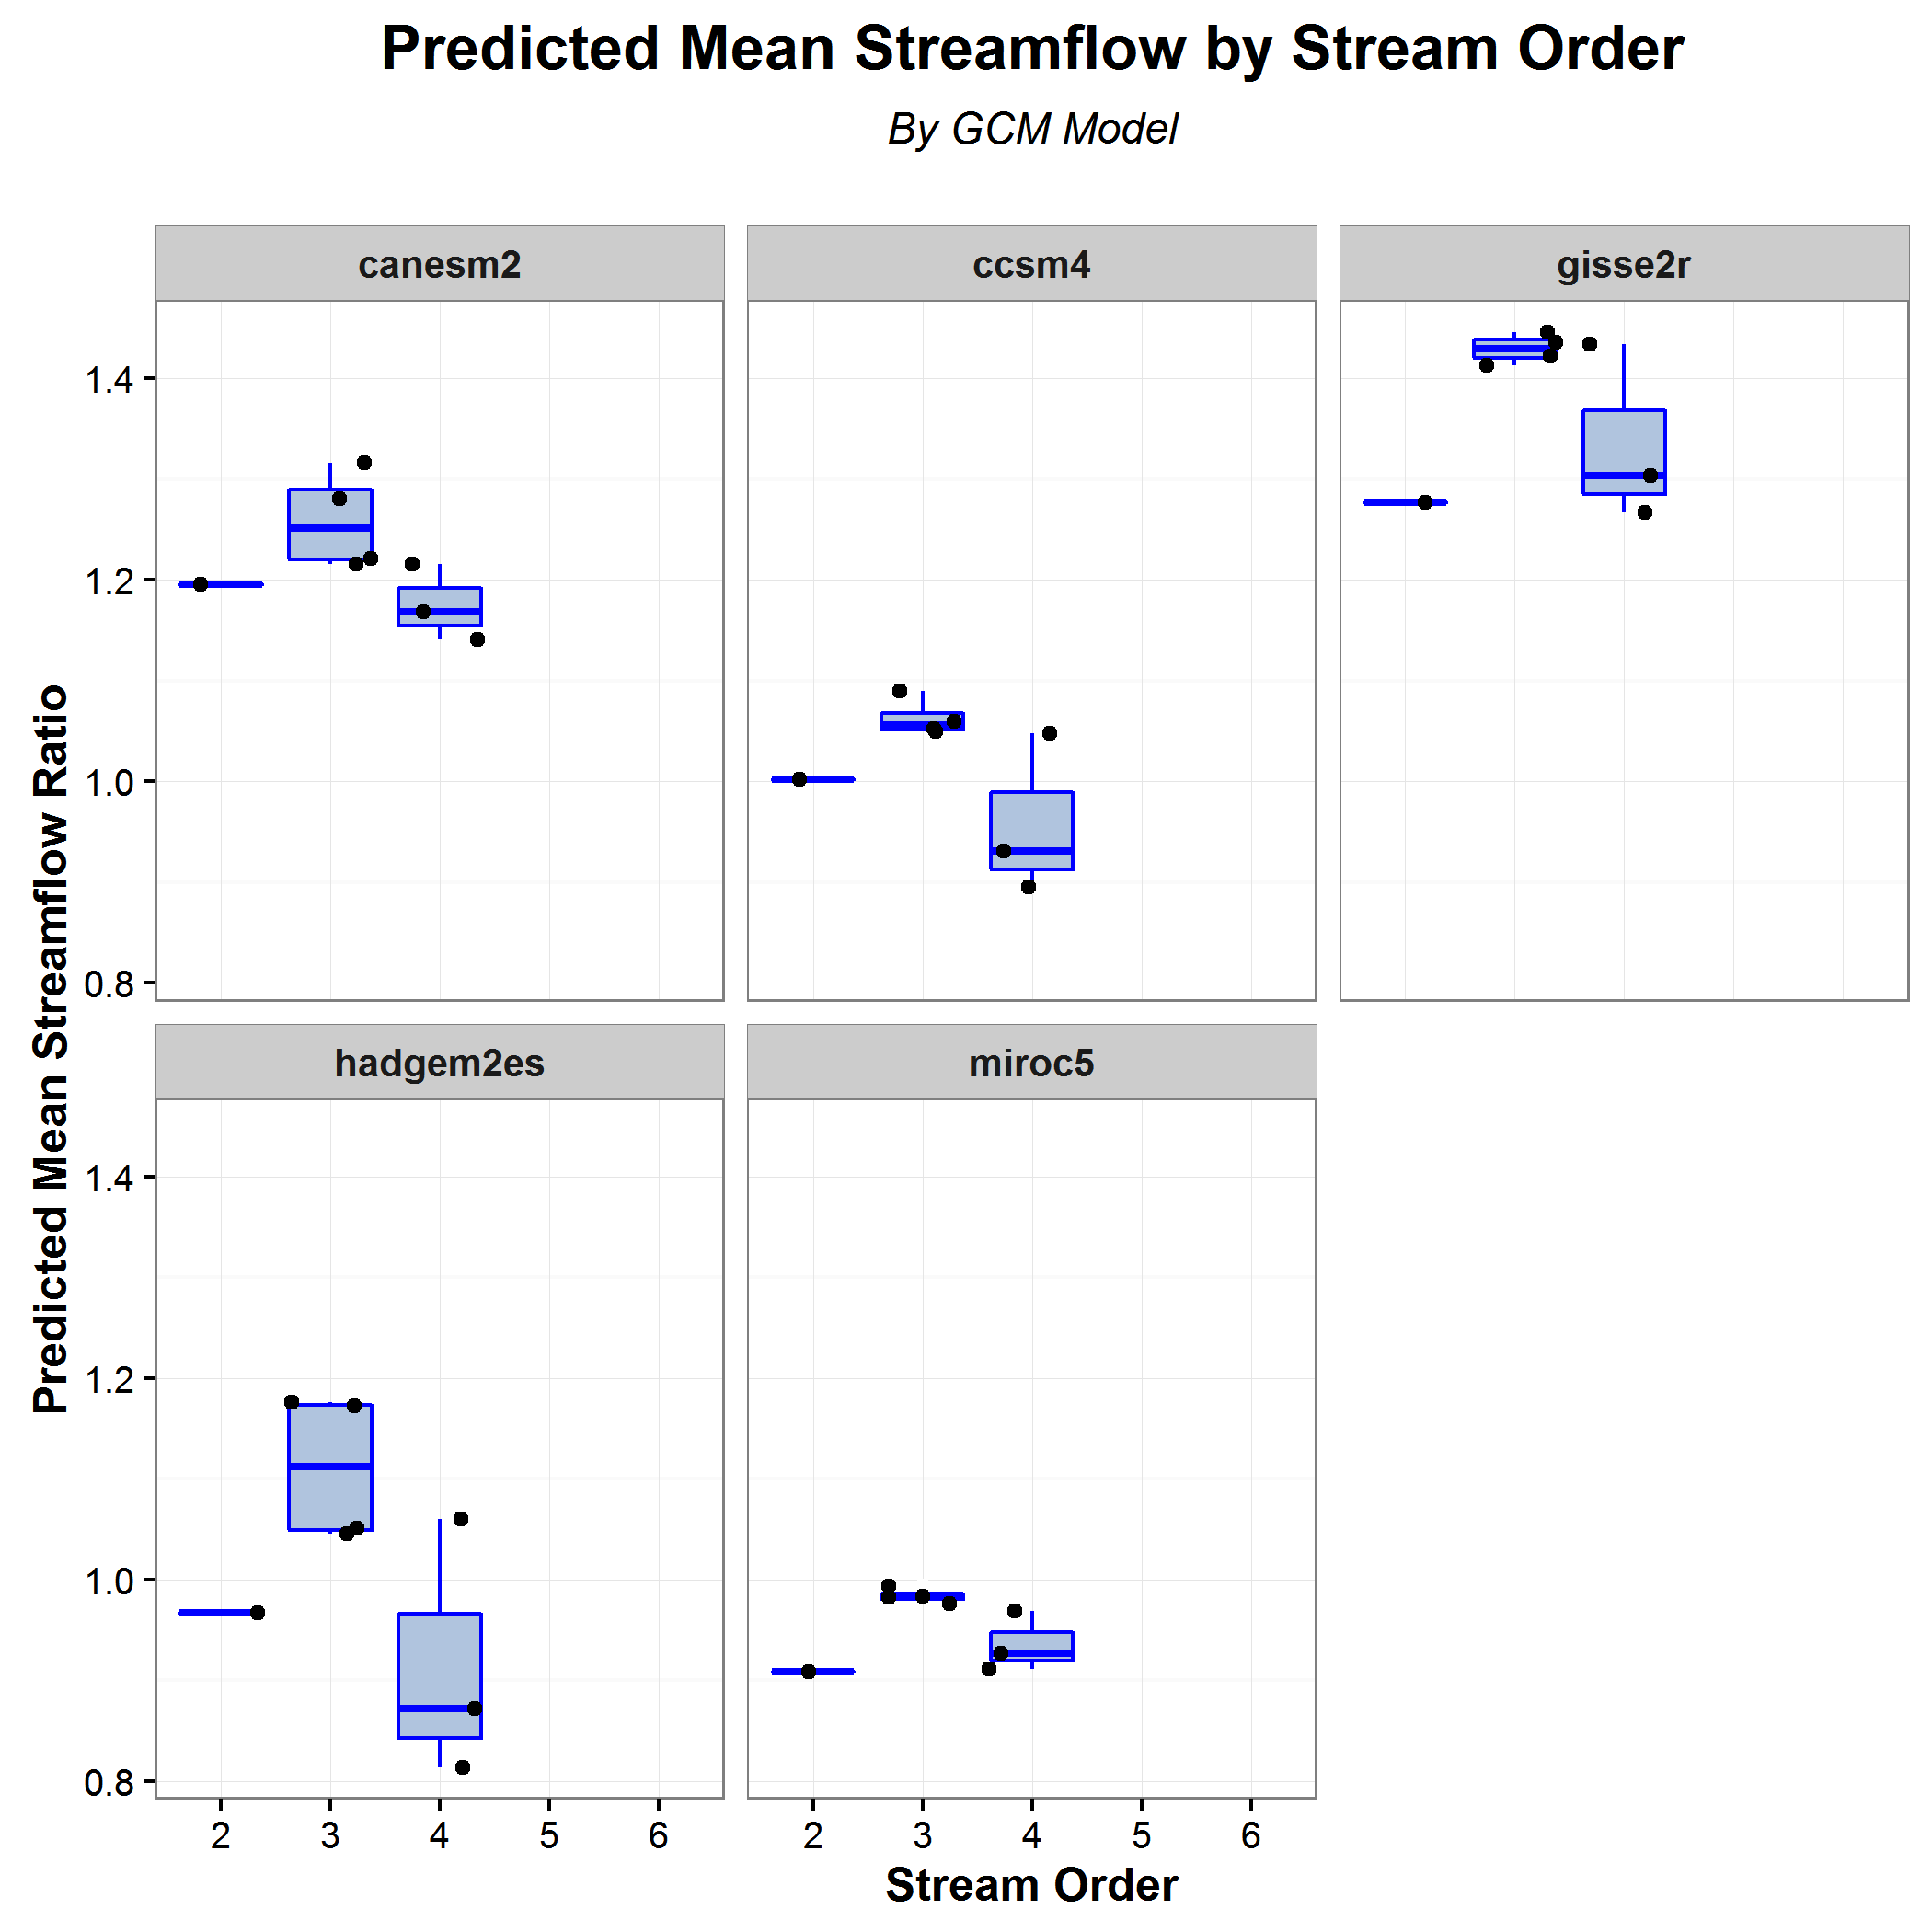 Predicted Mean Streamflow by Stream Order
By GCM Model
canesm2
ccsm4
gisse2r
1.4
1.2
1.0
0.8
Predicted Mean Streamflow Ratio
hadgem2es
miroc5
1.4
1.2
1.0
0.8
2 3 4 5 6
2 3 4 5 6
Stream Order